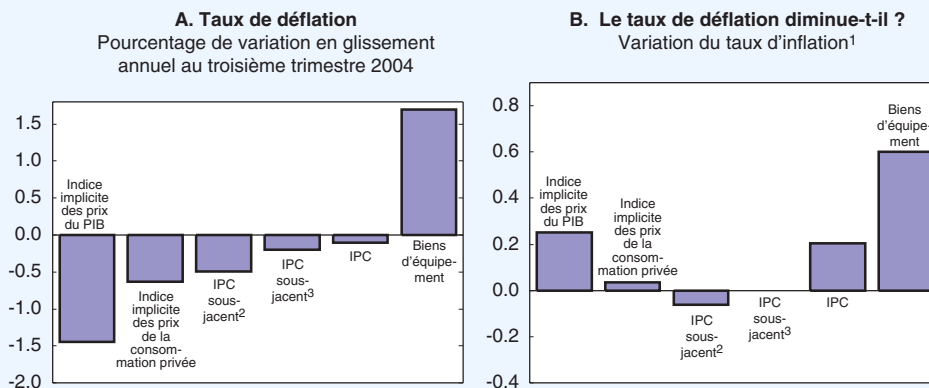 A. Taux de déflation
Pourcentage de variation en glissement
annuel au troisième trimestre 2004
1.5
1.0
0.5
0.0
-0.5
-1.0
-1.5
-2.0
Indice
implicite
des prix
du PIB
Indice
implicite
des prix
de la
consom-
mation privée
IPC
sous-
jacent2
IPC
sous-
jacent3
IPC
Biens
d'équipe-
ment
B. Le taux de déflation diminue-t-il ?
Variation du taux d'inflation1
0.8
0.6
0.4
0.2
0.0
-0.2
-0.4
Indice
implicite
des prix
du PIB
Indice
implicite
des prix
de la
consom-
mation privée
IPC
sous-
jacent2
IPC
sous-
jacent3
IPC
Biens
d'équipe-
ment